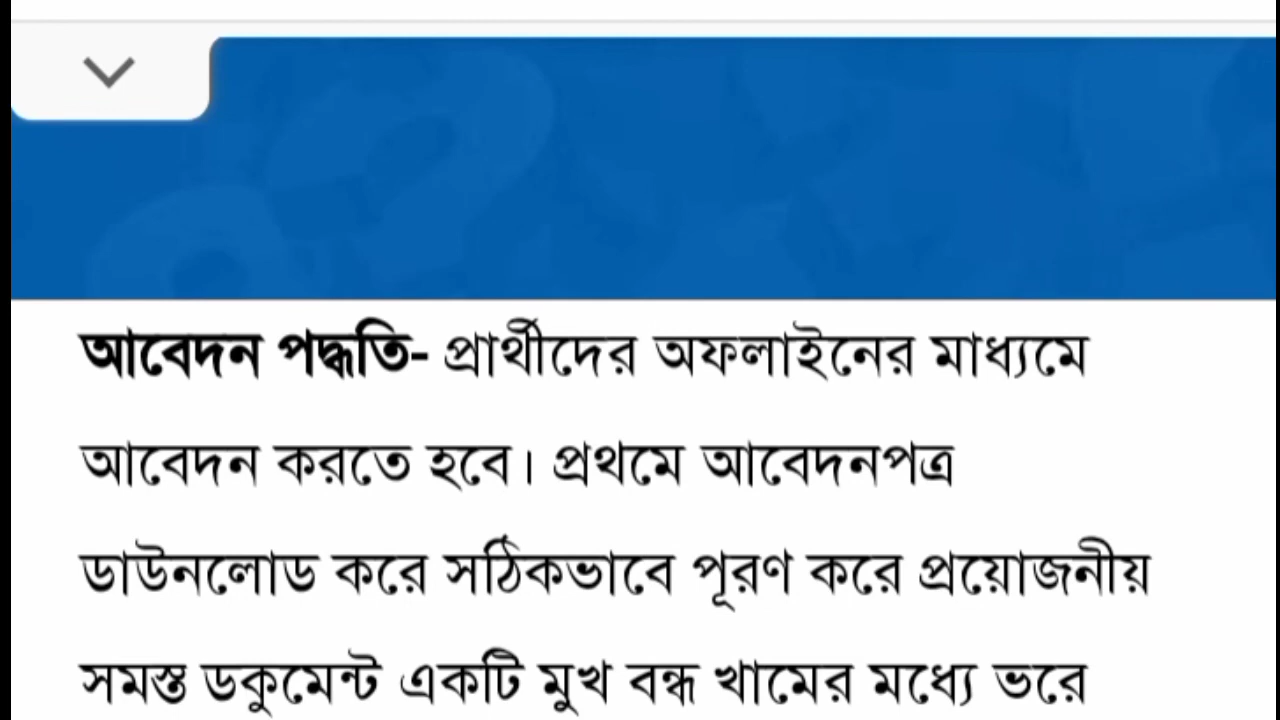 আবেদন পদ্ধতি- প্রার্থীদের অফলাইনের মাধ্যমে
আবেদন করতে হবে। প্রথমে আবেদনপত্র
ডাউনলোড করে সঠিকভাবে পূরণ করে প্রয়োজনীয়
সমস্ত ডকুমেন্ট একটি মুখ বন্ধ খামের মধ্যে ভরে